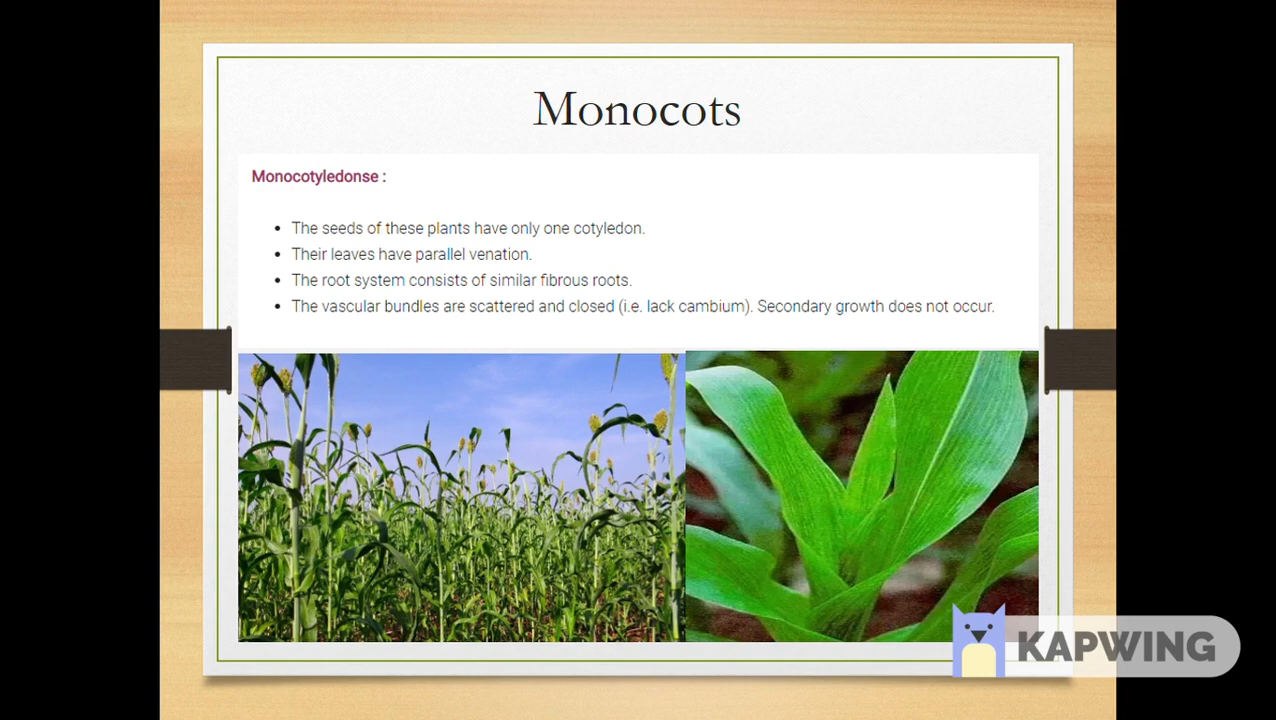 Monocots
Monocotyledonse :
The seeds of these plants have only one cotyledon.
Their leaves have parallel venation.
The root system consists of similar fibrous roots.
The vascular bundles are scattered and closed (i.e. lack cambium). Secondary growth does not occur.
KAPWING